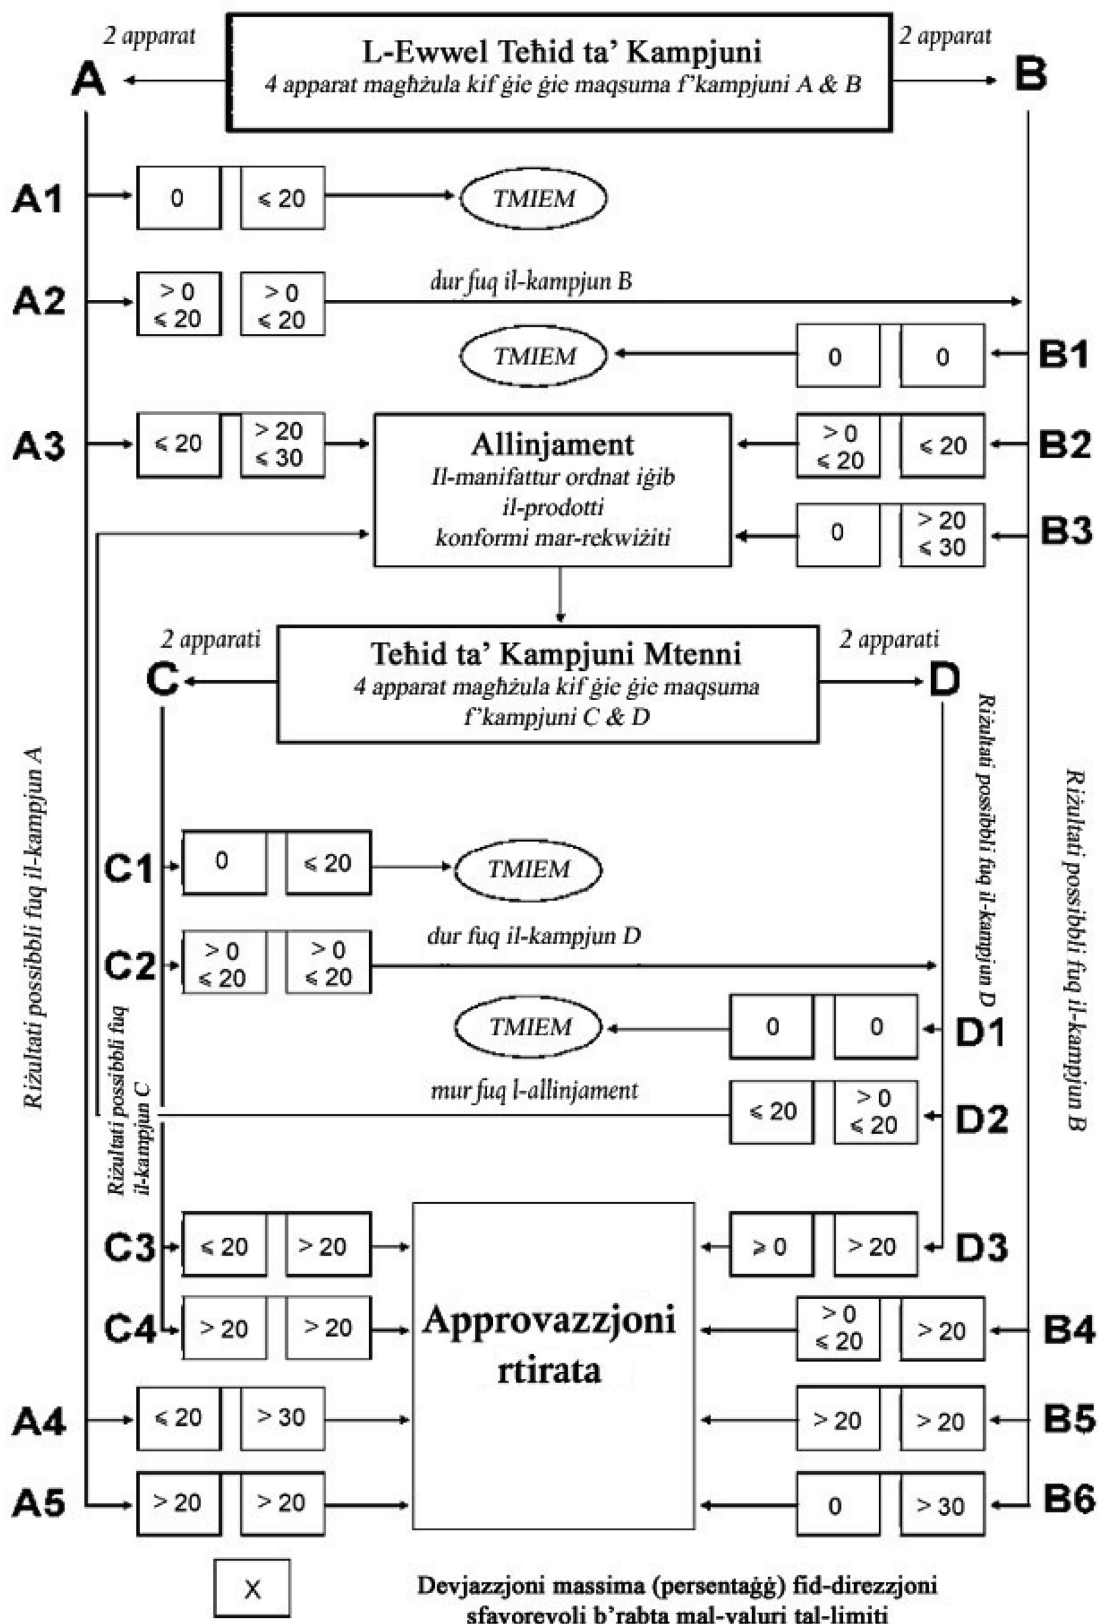 2 apparat
L-Ewwel Teħid ta' Kampjuni
2 apparat
A
4 apparat magħżula kif ġie ġie maqsuma f'kampjuni A & B
B
A1
0
≤ 20
TMIEM
A2
> 0
≤ 20
> 0
≤ 20
dur fuq il-kampjun B
TMIEM
0
0
B1
A3
≤ 20
> 20
≤ 30
Allinjament
Il-manifattur ordnat iġib
il-prodotti
konformi mar-rekwiżiti
> 0
≤ 20
≤ 20
B2
0
> 20
≤ 30
B3
2 apparati
Teħid ta' Kampjuni Mtenni
2 apparati
C
4 apparat magħżula kif ġie ġie maqsuma
f'kampjuni C & D
D
Riżultati possibbli fuq il-kampjun A
Riżultati possibbli fuq il-kampjun D
Riżultati possibbli fuq il-kampjun B
C1
0
≤ 20
TMIEM
C2
> 0
≤ 20
> 0
≤ 20
dur fuq il-kampjun D
Riżultati possibbli fuq
il-kampjun C
TMIEM
0
0
D1
mur fuq l-allinjament
≤ 20
> 0
≤ 20
D2
C3
≤ 20
> 20
Approvazzjoni
rtirata
≥ 0
> 20
D3
C4
> 20
> 20
> 0
≤ 20
> 20
B4
A4
≤ 20
> 30
> 20
> 20
B5
A5
> 20
> 20
0
> 30
B6
X
Devjazzjoni massima (persentaġġ) fid-direzzjoni
sfavorevoli b'rabta mal-valuri tal-limiti